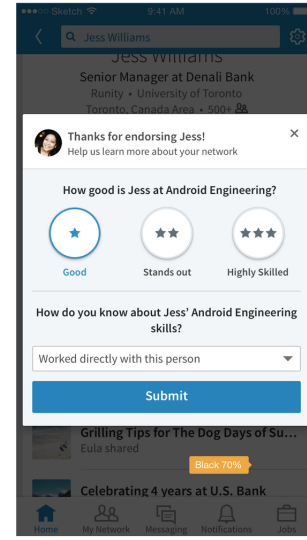 Sketch 9:41 AM 100%
Jess Williams
Jess Williams
Senior Manager at Denali Bank
Runity • University of Toronto
Toronto, Canada Area • 500+
Thanks for endorsing Jess!
Help us learn more about your network
How good is Jess at Android Engineering?
Good Stands out Highly Skilled
How do you know about Jess’ Android Engineering
skills?
Worked directly with this person
Submit
Grilling Tips for The Dog Days of Su...
Eula shared
Black 70%
Celebrating 4 years at U.S. Bank
Home My Network Messaging Notifications Jobs